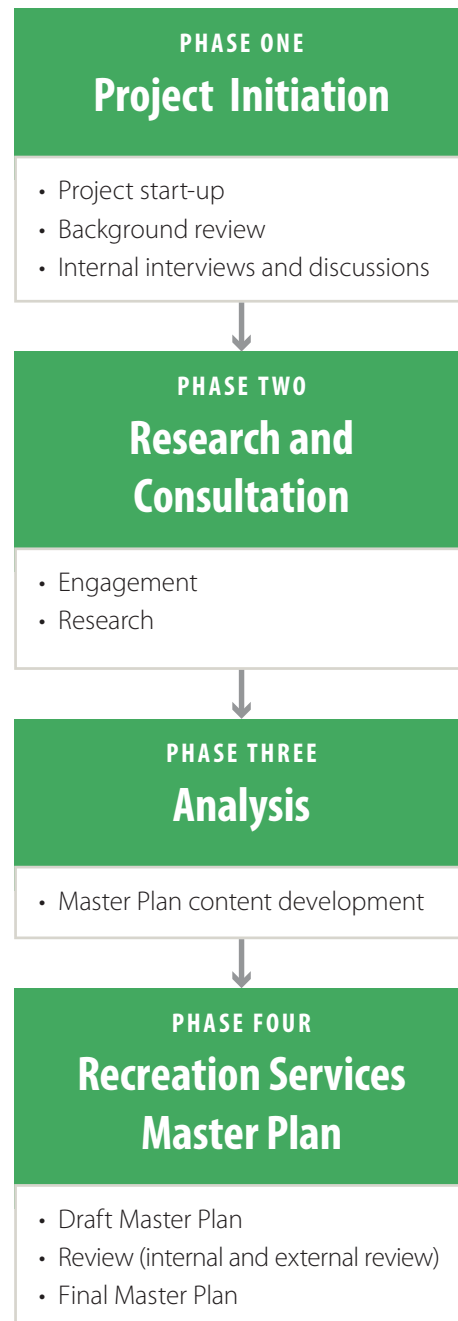 PHASE ONE
Project Initiation
• Project start-up
• Background review
• Internal interviews and discussions
PHASE TWO
Research and
Consultation
• Engagement
• Research
PHASE THREE
Analysis
• Master Plan content development
PHASE FOUR
Recreation Services
Master Plan
• Draft Master Plan
• Review (internal and external review)
• Final Master Plan